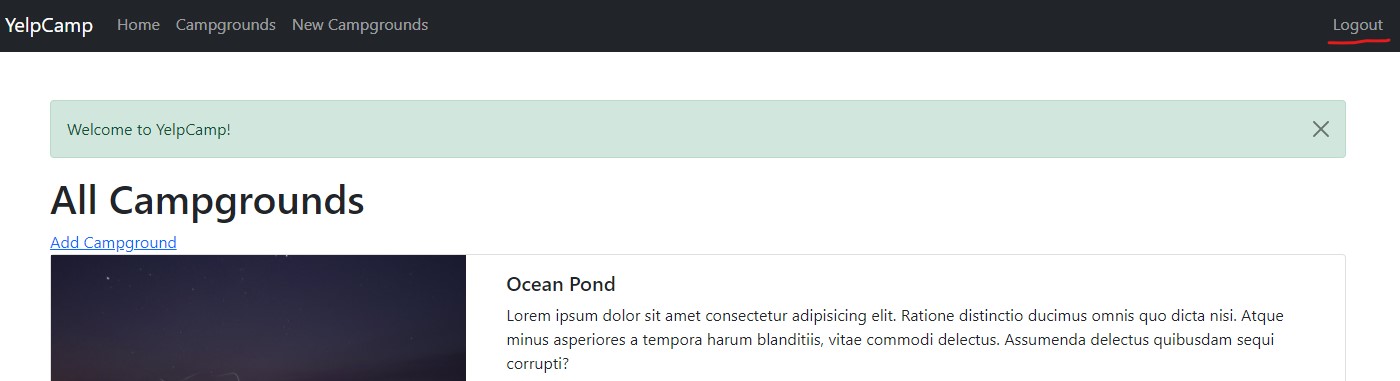 YelpCamp Home Campgrounds New Campgrounds Logout
Welcome to YelpCamp!
All Campgrounds
Add Campground
Ocean Pond
Lorem ipsum dolor sit amet consectetur adipisicing elit. Ratione distinctio ducimus omnis quo dicta nisi. Atque
minus asperiores a tempora harum blanditiis, vitae commodi delectus. Assumenda delectus quibusdam sequi
corrupti?